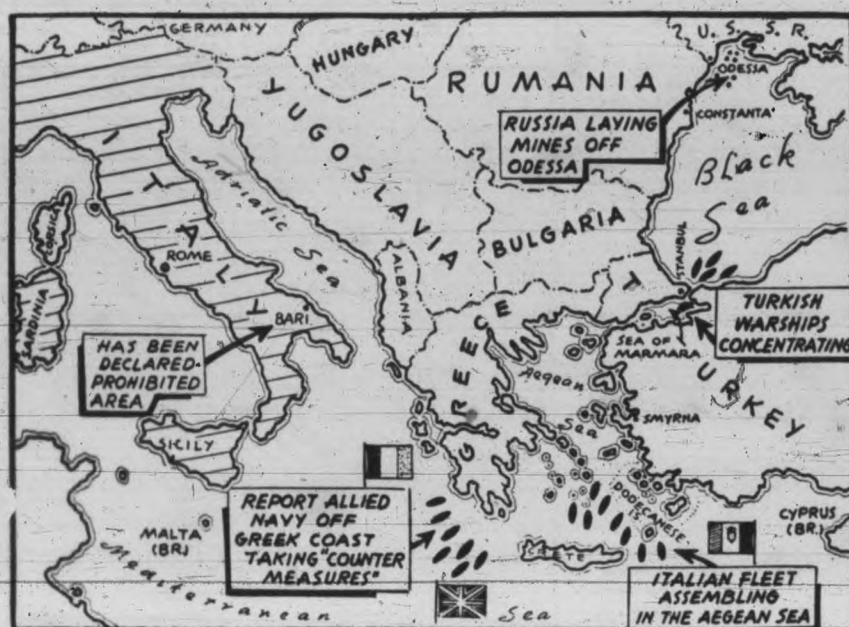 GERMANY
HUNGARY
U. S. S. R.
RUMANIA
ODESSA
CONSTANTA
RUSSIA LAYING
MINES OFF
ODESSA
YUGOSLAVIA
Black
Sea
Adriatic Sea
ITALY
CORSICA
ROME
SARDINIA
BARI
ALBANIA
BULGARIA
ISTANBUL
HAS BEEN
DECLARED
PROHIBITED
AREA
GREECE
TURKEY
SEA OF
MARMARA
TURKISH
WARSHIPS
CONCENTRATING
Aegean
Sea
SMYRNA
SICILY
MALTA
(BR.)
REPORT ALLIED
NAVY OFF
GREEK COAST
TAKING "COUNTER
MEASURES"
DODECANESE
IS.
CRETE
CYPRUS
(BR.)
Mediterranean
Sea
ITALIAN FLEET
ASSEMBLING
IN THE AEGEAN SEA